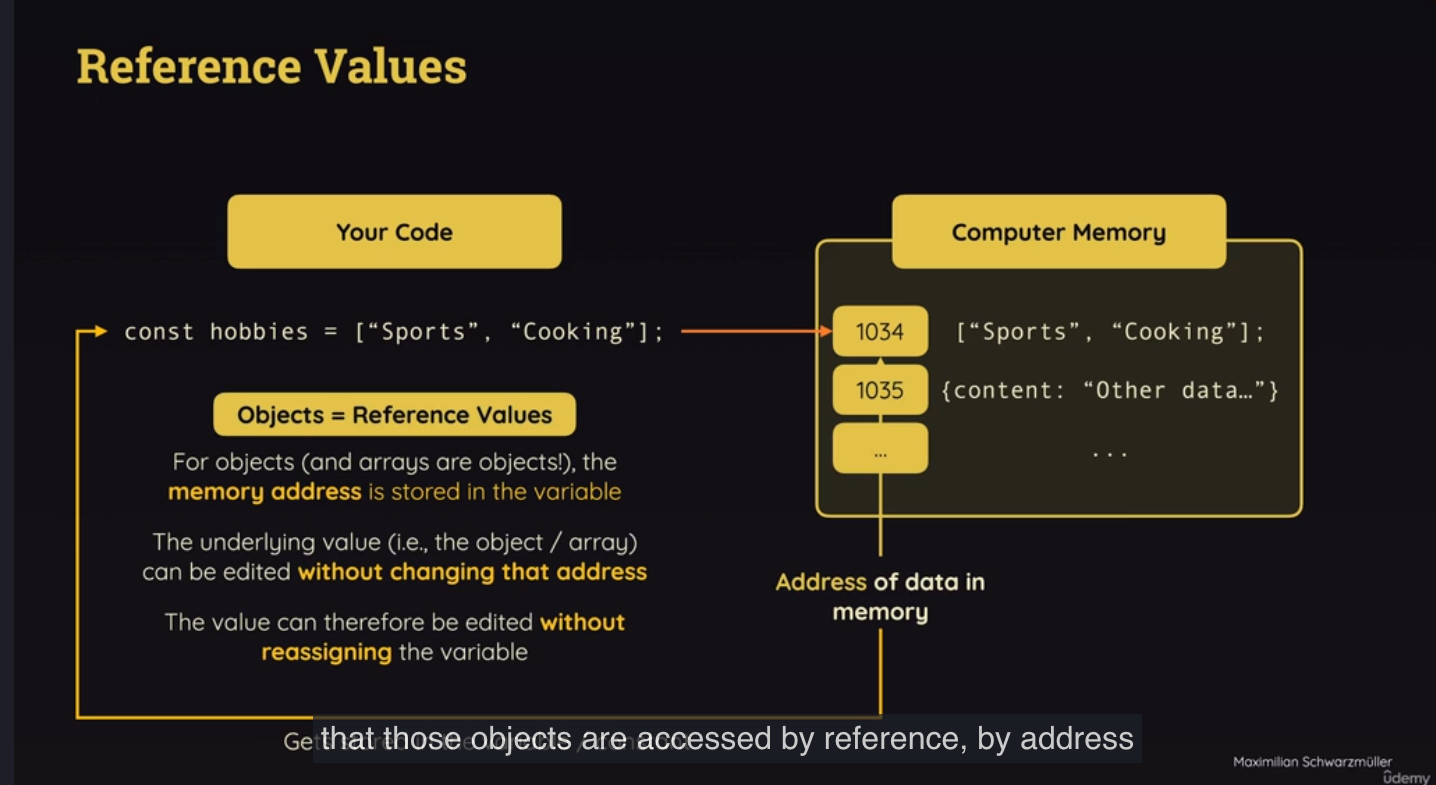 Reference Values
Your Code
Computer Memory
const hobbies = [“Sports”, “Cooking”];
1034
[“Sports”, “Cooking”];
1035
{content: “Other data…”}
...
...
Objects = Reference Values
For objects (and arrays are objects!), the
memory address is stored in the variable
The underlying value (i.e., the object / array)
can be edited without changing that address
The value can therefore be edited without
reassigning the variable
Address of data in
memory
that those objects are accessed by reference, by address
Maximilian Schwarzmüller
ûdemy